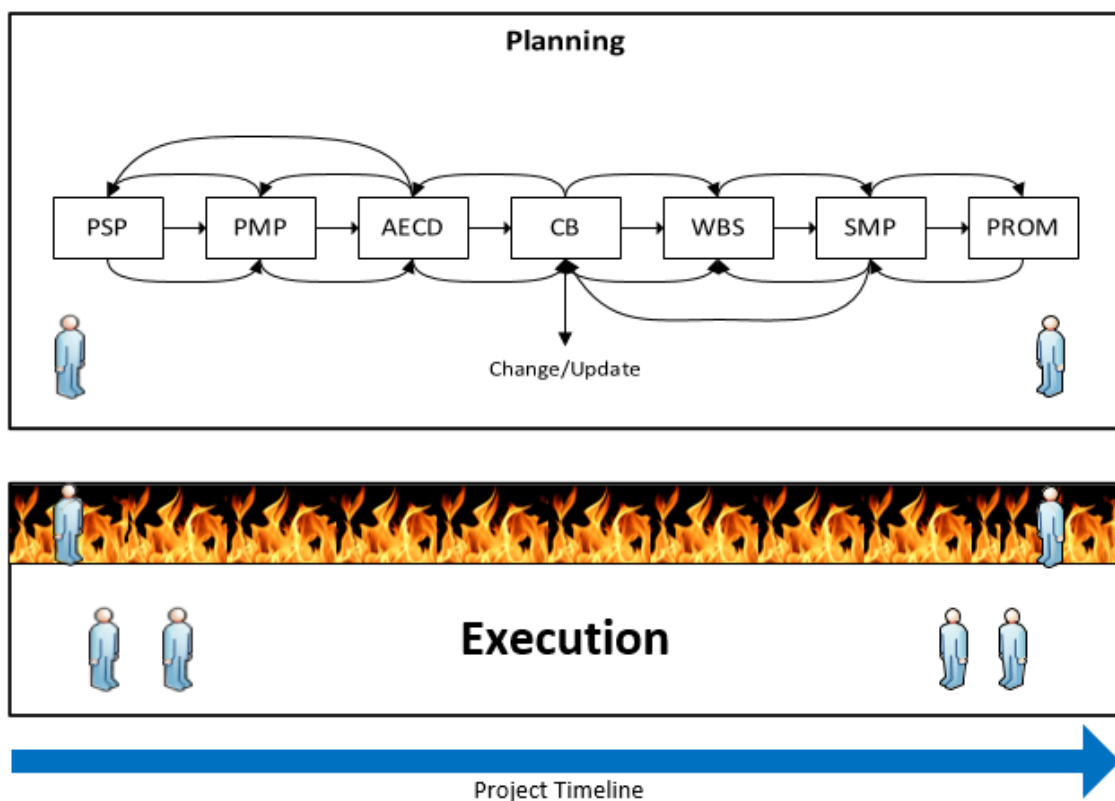 Planning
PSP PMP AECD CB WBS SMP PROM
Change/Update
Execution
Project Timeline